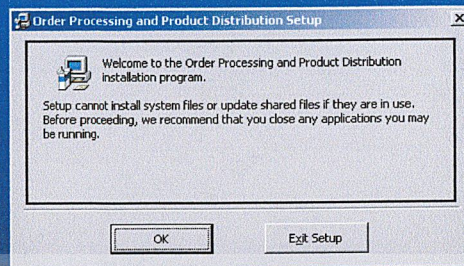 Order Processing and Product Distribution Setup
Welcome to the Order Processing and Product Distribution
installation program.
Setup cannot install system files or update shared files if they are in use.
Before proceeding, we recommend that you close any applications you may
be running.
OK
Exit Setup